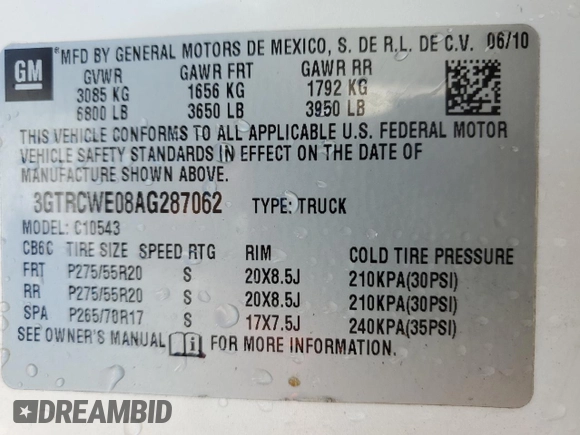 GM
® MFD BY GENERAL MOTORS DE MEXICO, S. DE R.L. DE C.V. 06/10
GVWR GAWR FRT GAWR RR
3085 KG 1656 KG 1792 KG
6800 LB 3650 LB 3950 LB
THIS VEHICLE CONFORMS TO ALL APPLICABLE U.S. FEDERAL MOTOR
VEHICLE SAFETY STANDARDS IN EFFECT ON THE DATE OF
MANUFACTURE SHOWN ABOVE.
3GTRCWE08AG287062 TYPE: TRUCK
MODEL: C10543
CB6C TIRE SIZE SPEED RTG RIM COLD TIRE PRESSURE
FRT P275/55R20 S 20X8.5J 210KPA(30PSI)
RR P275/55R20 S 20X8.5J 210KPA(30PSI)
SPA P265/70R17 S 17X7.5J 240KPA(35PSI)
SEE OWNER'S MANUAL i FOR MORE INFORMATION.
DREAMBID